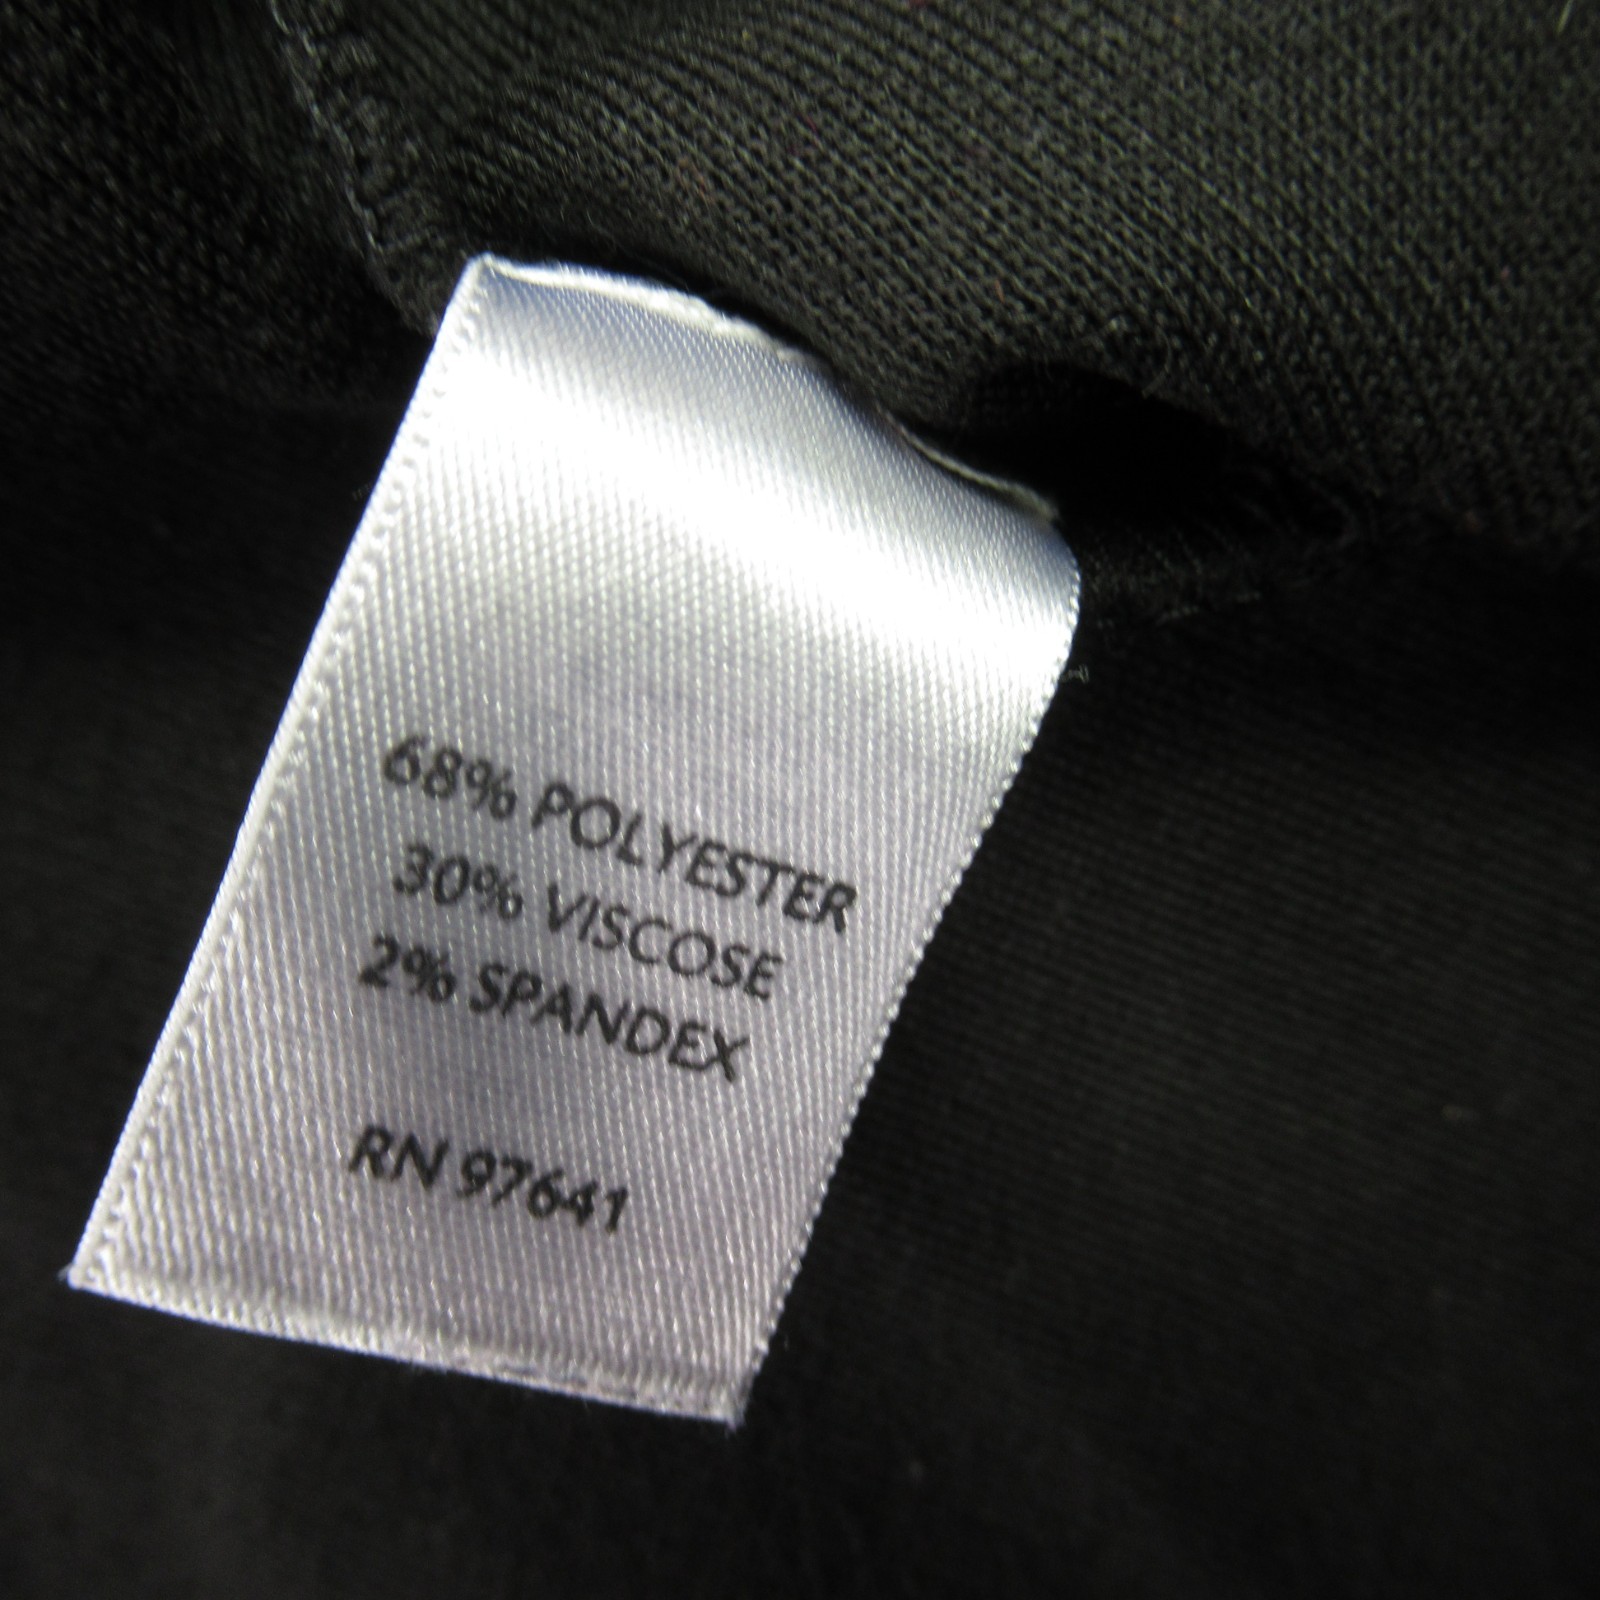 68% POLYESTER
30% VISCOSE
2% SPANDEX
RN 97641